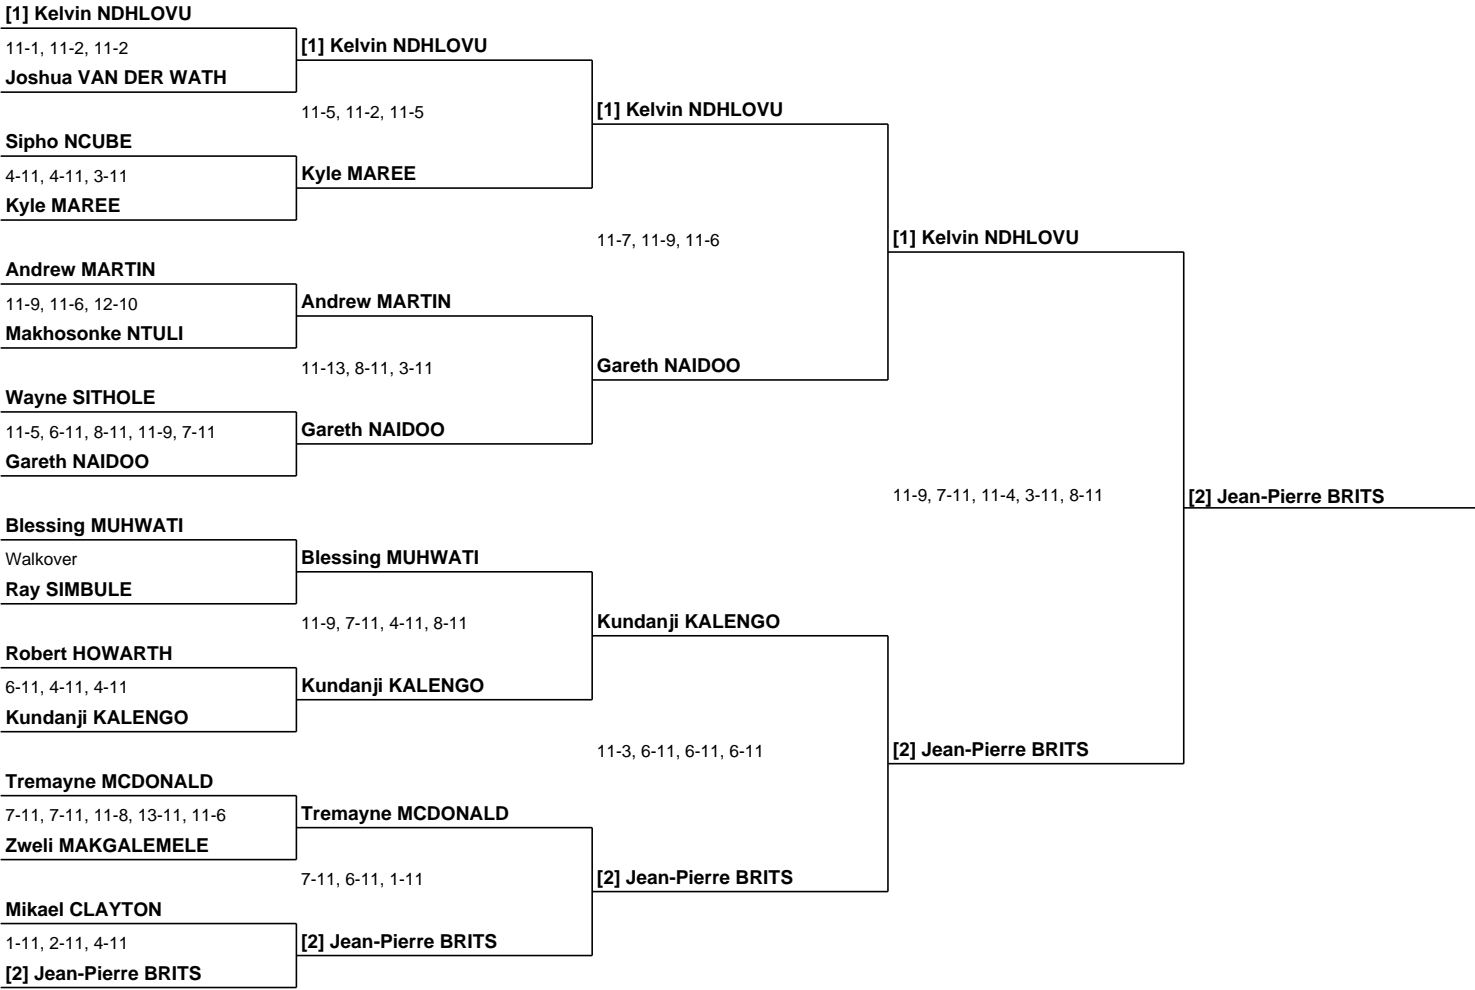 [1] Kelvin NDHLOVU
11-1, 11-2, 11-2
Joshua VAN DER WATH
Sipho NCUBE
4-11, 4-11, 3-11
Kyle MAREE
Andrew MARTIN
11-9, 11-6, 12-10
Makhosonke NTULI
Wayne SITHOLE
11-5, 6-11, 8-11, 11-9, 7-11
Gareth NAIDOO
Blessing MUHWATI
Walkover
Ray SIMBULE
Robert HOWARTH
6-11, 4-11, 4-11
Kundanji KALENGO
Tremayne MCDONALD
7-11, 7-11, 11-8, 13-11, 11-6
Zweli MAKGALEMELE
Mikael CLAYTON
1-11, 2-11, 4-11
[2] Jean-Pierre BRITS
[1] Kelvin NDHLOVU
11-5, 11-2, 11-5
Kyle MAREE
Andrew MARTIN
11-13, 8-11, 3-11
Gareth NAIDOO
Blessing MUHWATI
11-9, 7-11, 4-11, 8-11
Kundanji KALENGO
Tremayne MCDONALD
7-11, 6-11, 1-11
[2] Jean-Pierre BRITS
[1] Kelvin NDHLOVU
11-7, 11-9, 11-6
Gareth NAIDOO
Kundanji KALENGO
11-3, 6-11, 6-11, 6-11
[2] Jean-Pierre BRITS
[1] Kelvin NDHLOVU
11-9, 7-11, 11-4, 3-11, 8-11
[2] Jean-Pierre BRITS
[2] Jean-Pierre BRITS